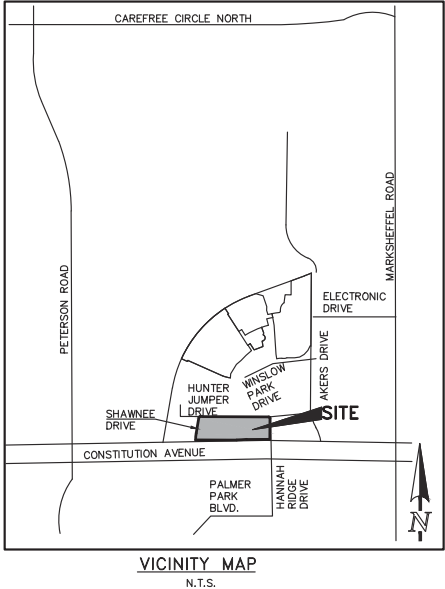 CAREFREE CIRCLE NORTH
MARKSHEFFEL ROAD
PETERSON ROAD
ELECTRONIC
DRIVE
AKERS DRIVE
WINSLOW
PARK
DRIVE
HUNTER
JUMPER
DRIVE
SHAWNEE
DRIVE
SITE
CONSTITUTION AVENUE
PALMER
PARK
BLVD.
HANNAH
RIDGE
DRIVE
N
VICINITY MAP
N.T.S.